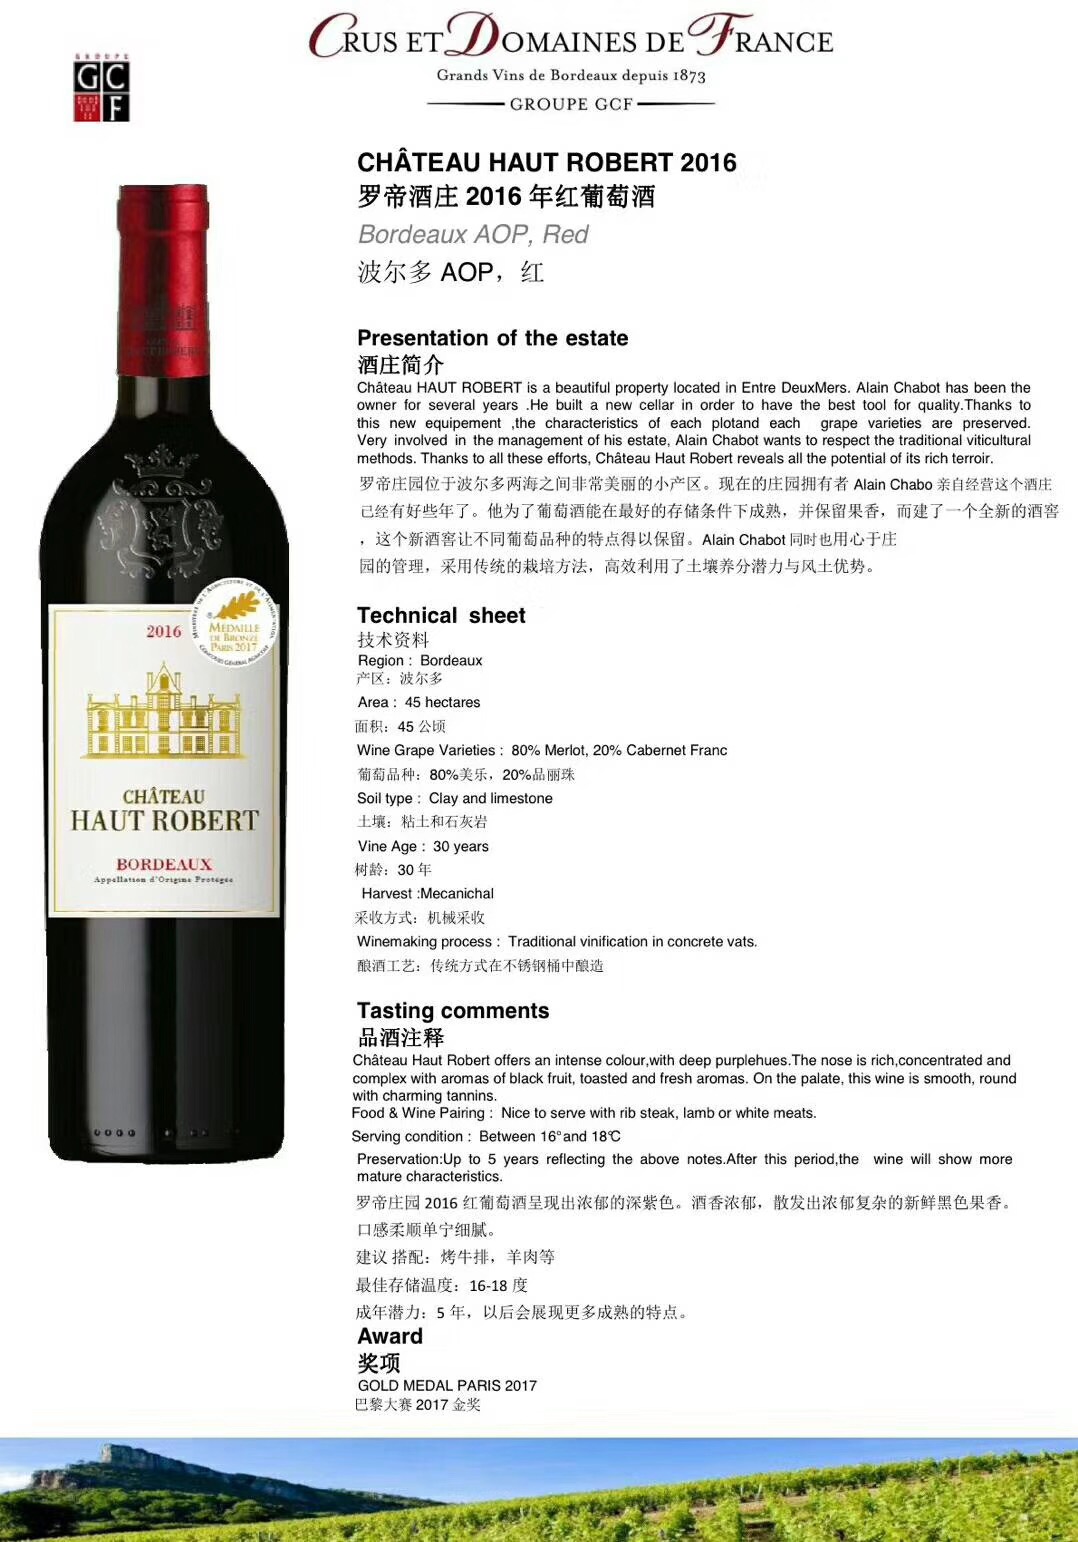 CRUS ET DOMAINES DE FRANCE
Grands Vins de Bordeaux depuis 1873
GROUPE GCF
GROUPE
GC
F
CHÂTEAU HAUT ROBERT 2016
罗帝酒庄 2016 年红葡萄酒
Bordeaux AOP, Red
波尔多 AOP，红
Presentation of the estate
酒庄简介
Château HAUT ROBERT is a beautiful property located in Entre DeuxMers. Alain Chabot has been the
owner for several years .He built a new cellar in order to have the best tool for quality.Thanks to
this new equipement ,the characteristics of each plotand each grape varieties are preserved.
Very involved in the management of his estate, Alain Chabot wants to respect the traditional viticultural
methods. Thanks to all these efforts, Château Haut Robert reveals all the potential of its rich terroir.
罗帝庄园位于波尔多两海之间非常美丽的小产区。现在的庄园拥有者 Alain Chabo 亲自经营这个酒庄
己经有好些年了。他为了葡萄酒能在最好的存储条件下成熟，并保留果香，而建了一个全新的酒窖
，这个新酒窖让不同葡萄品种的特点得以保留。Alain Chabot 同时也用心于庄
园的管理，采用传统的栽培方法，高效利用了土壤养分潜力与风土优势。
Technical sheet
技术资料
Region : Bordeaux
产区：波尔多
Area : 45 hectares
面积：45 公顷
Wine Grape Varieties : 80% Merlot, 20% Cabernet Franc
葡萄品种：80%美乐，20%品丽珠
Soil type : Clay and limestone
土壤：粘土和石灰岩
Vine Age : 30 years
树龄：30 年
Harvest :Mecanichal
采收方式：机械采收
Winemaking process : Traditional vinification in concrete vats.
酿酒工艺：传统方式在不锈钢桶中酿造
Tasting comments
品酒注释
Château Haut Robert offers an intense colour,with deep purplehues.The nose is rich,concentrated and
complex with aromas of black fruit, toasted and fresh aromas. On the palate, this wine is smooth, round
with charming tannins.
Food & Wine Pairing : Nice to serve with rib steak, lamb or white meats.
Serving condition : Between 16°and 18°C
Preservation:Up to 5 years reflecting the above notes.After this period,the wine will show more
mature characteristics.
罗帝庄园 2016 红葡萄酒呈现出浓郁的深紫色。酒香浓郁，散发出浓郁复杂的新鲜黑色果香。
口感柔顺单宁细腻。
建议 搭配：烤牛排，羊肉等
最佳存储温度：16-18 度
成年潜力：5 年，以后会展现更多成熟的特点。
Award
奖项
GOLD MEDAL PARIS 2017
巴黎大赛 2017 金奖
2016
MEDAILLE
DE BRONZE
PARIS 2017
CONCOURS GENERAL AGRICOLE
CHÂTEAU
HAUT ROBERT
BORDEAUX
Appellation d'Origine Protégée